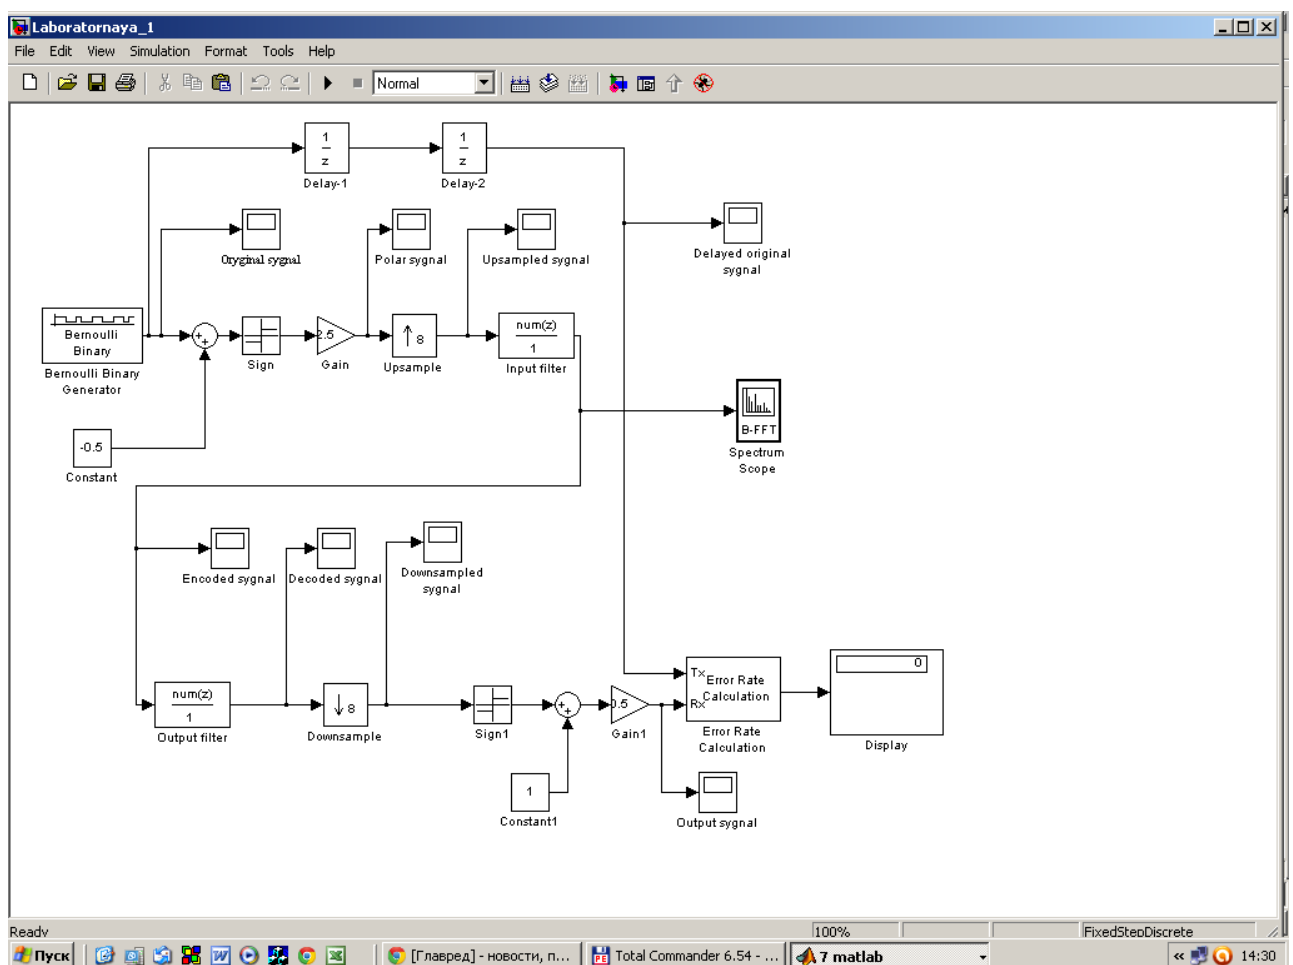 Laboratornaya_1
File Edit View Simulation Format Tools Help
Normal
1
z
Delay-1
1
z
Delay-2
Oryginal sygnal
Polar sygnal
Upsampled sygnal
Delayed original
sygnal
Bernoulli
Binary
Bernoulli Binary
Generator
Sign
2.5
Gain
8
Upsample
num(z)
1
Input filter
-0.5
Constant
B-FFT
Spectrum
Scope
Encoded sygnal
Decoded sygnal
Downsampled
sygnal
num(z)
1
Output filter
8
Downsample
Sign1
0.5
Gain1
1
Constant1
Tx
Rx
Error Rate
Calculation
Error Rate
Calculation
0
Display
Output sygnal
Ready 100% FixedStepDiscrete
Пуск [Главред] - новости, п... Total Commander 6.54 - ... 7 matlab « 14:30